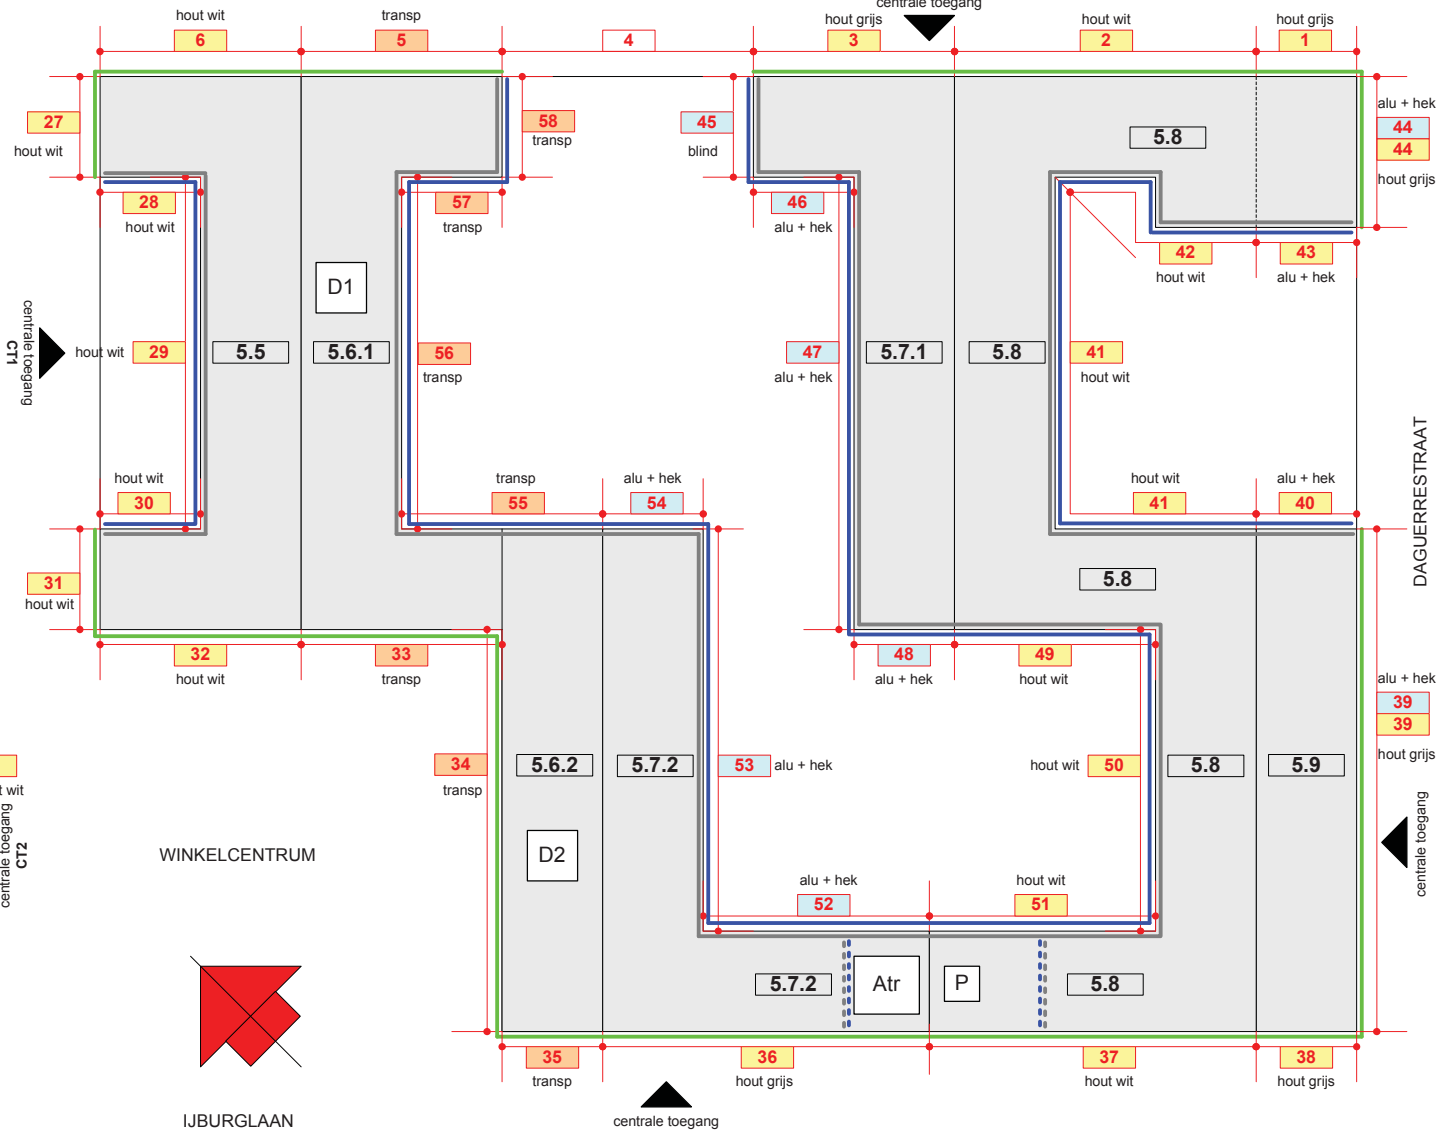 centrale toegang
hout wit
transp
hout grijs
hout wit
hout grijs
6
5
4
3
2
1
27
hout wit
58
transp
45
blind
5.8
alu + hek
44
44
hout grijs
28
hout wit
57
transp
46
alu + hek
42
hout wit
43
alu + hek
D1
centrale toegang
CT1
hout wit
29
5.5
5.6.1
56
transp
47
alu + hek
5.7.1
5.8
41
hout wit
DAGUERRESTRAAT
hout wit
30
transp
55
alu + hek
54
hout wit
41
alu + hek
40
31
hout wit
5.8
32
hout wit
33
transp
48
alu + hek
49
hout wit
alu + hek
39
39
hout grijs
t wit
centrale toegang
CT2
34
transp
5.6.2
5.7.2
53
alu + hek
hout wit
50
5.8
5.9
centrale toegang
WINKELCENTRUM
D2
alu + hek
52
hout wit
51
5.7.2
Atr
P
5.8
35
transp
36
hout grijs
37
hout wit
38
hout grijs
centrale toegang
IJBURGLAAN